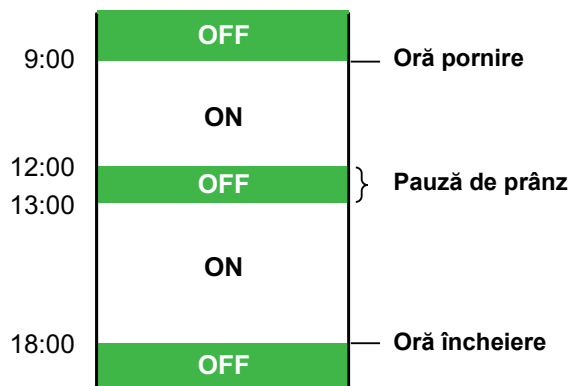 OFF
9:00 Oră pornire
ON
12:00
OFF Pauză de prânz
13:00
ON
18:00 Oră încheiere
OFF